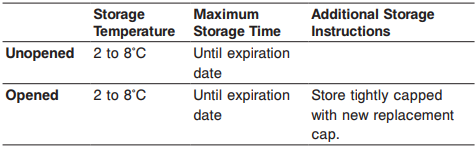 Storage Maximum Additional Storage
Temperature Storage Time Instructions
Unopened 2 to 8˚C Until expiration
date
Opened 2 to 8˚C Until expiration Store tightly capped
date with new replacement
cap.